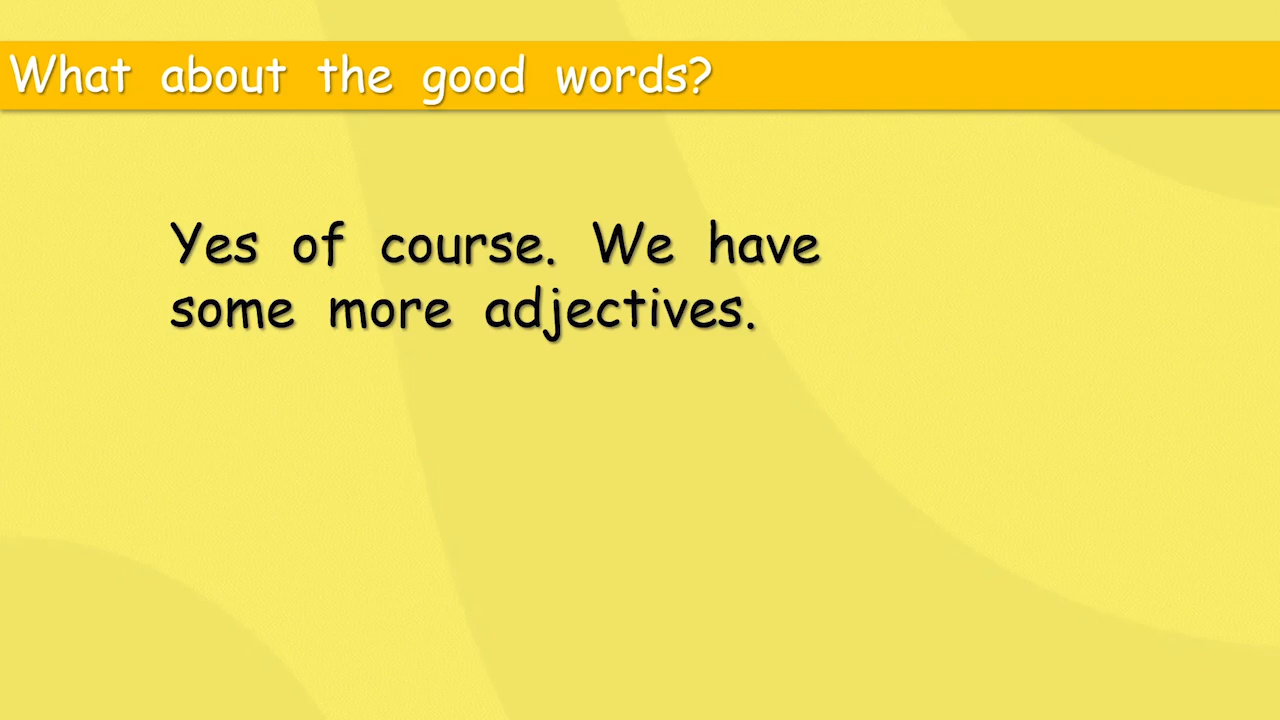 What about the good words?
Yes of course. We have
some more adjectives.